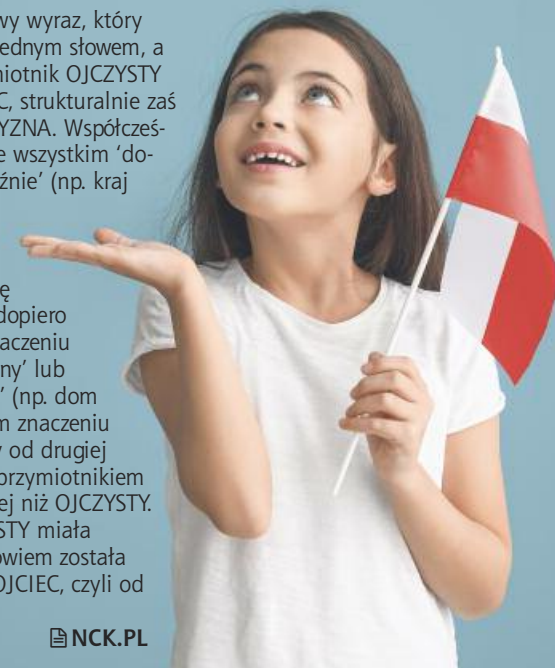 wy wyraz, który
ednym słowem, a
miotnik OJCZYSTY
C, strukturalnie zaś
YZNA. Współcześ-
e wszystkim ‘do-
źnie’ (np. kraj
ę
dopiero
aczeniu
ny’ lub
’ (np. dom
m znaczeniu
y od drugiej
przymiotnikiem
ej niż OJCZYSTY.
STY miała
owiem została
OJCIEC, czyli od
NCK.PL